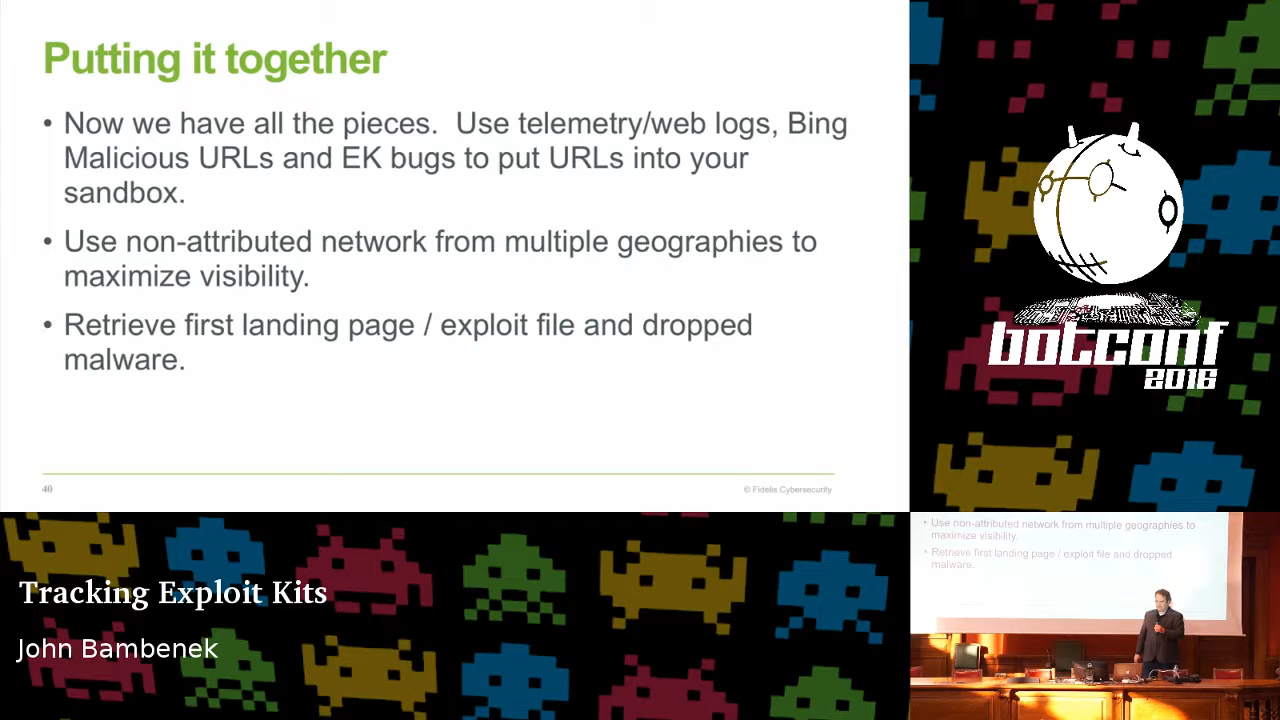 Putting it together
• Now we have all the pieces.  Use telemetry/web logs, Bing
Malicious URLs and EK bugs to put URLs into your
sandbox.
• Use non-attributed network from multiple geographies to
maximize visibility.
• Retrieve first landing page / exploit file and dropped
malware.
40
© Fidelis Cybersecurity
botconf
2016
Tracking Exploit Kits
John Bambenek
• Use non-attributed network from multiple geographies to
maximize visibility.
• Retrieve first landing page / exploit file and dropped
malware.